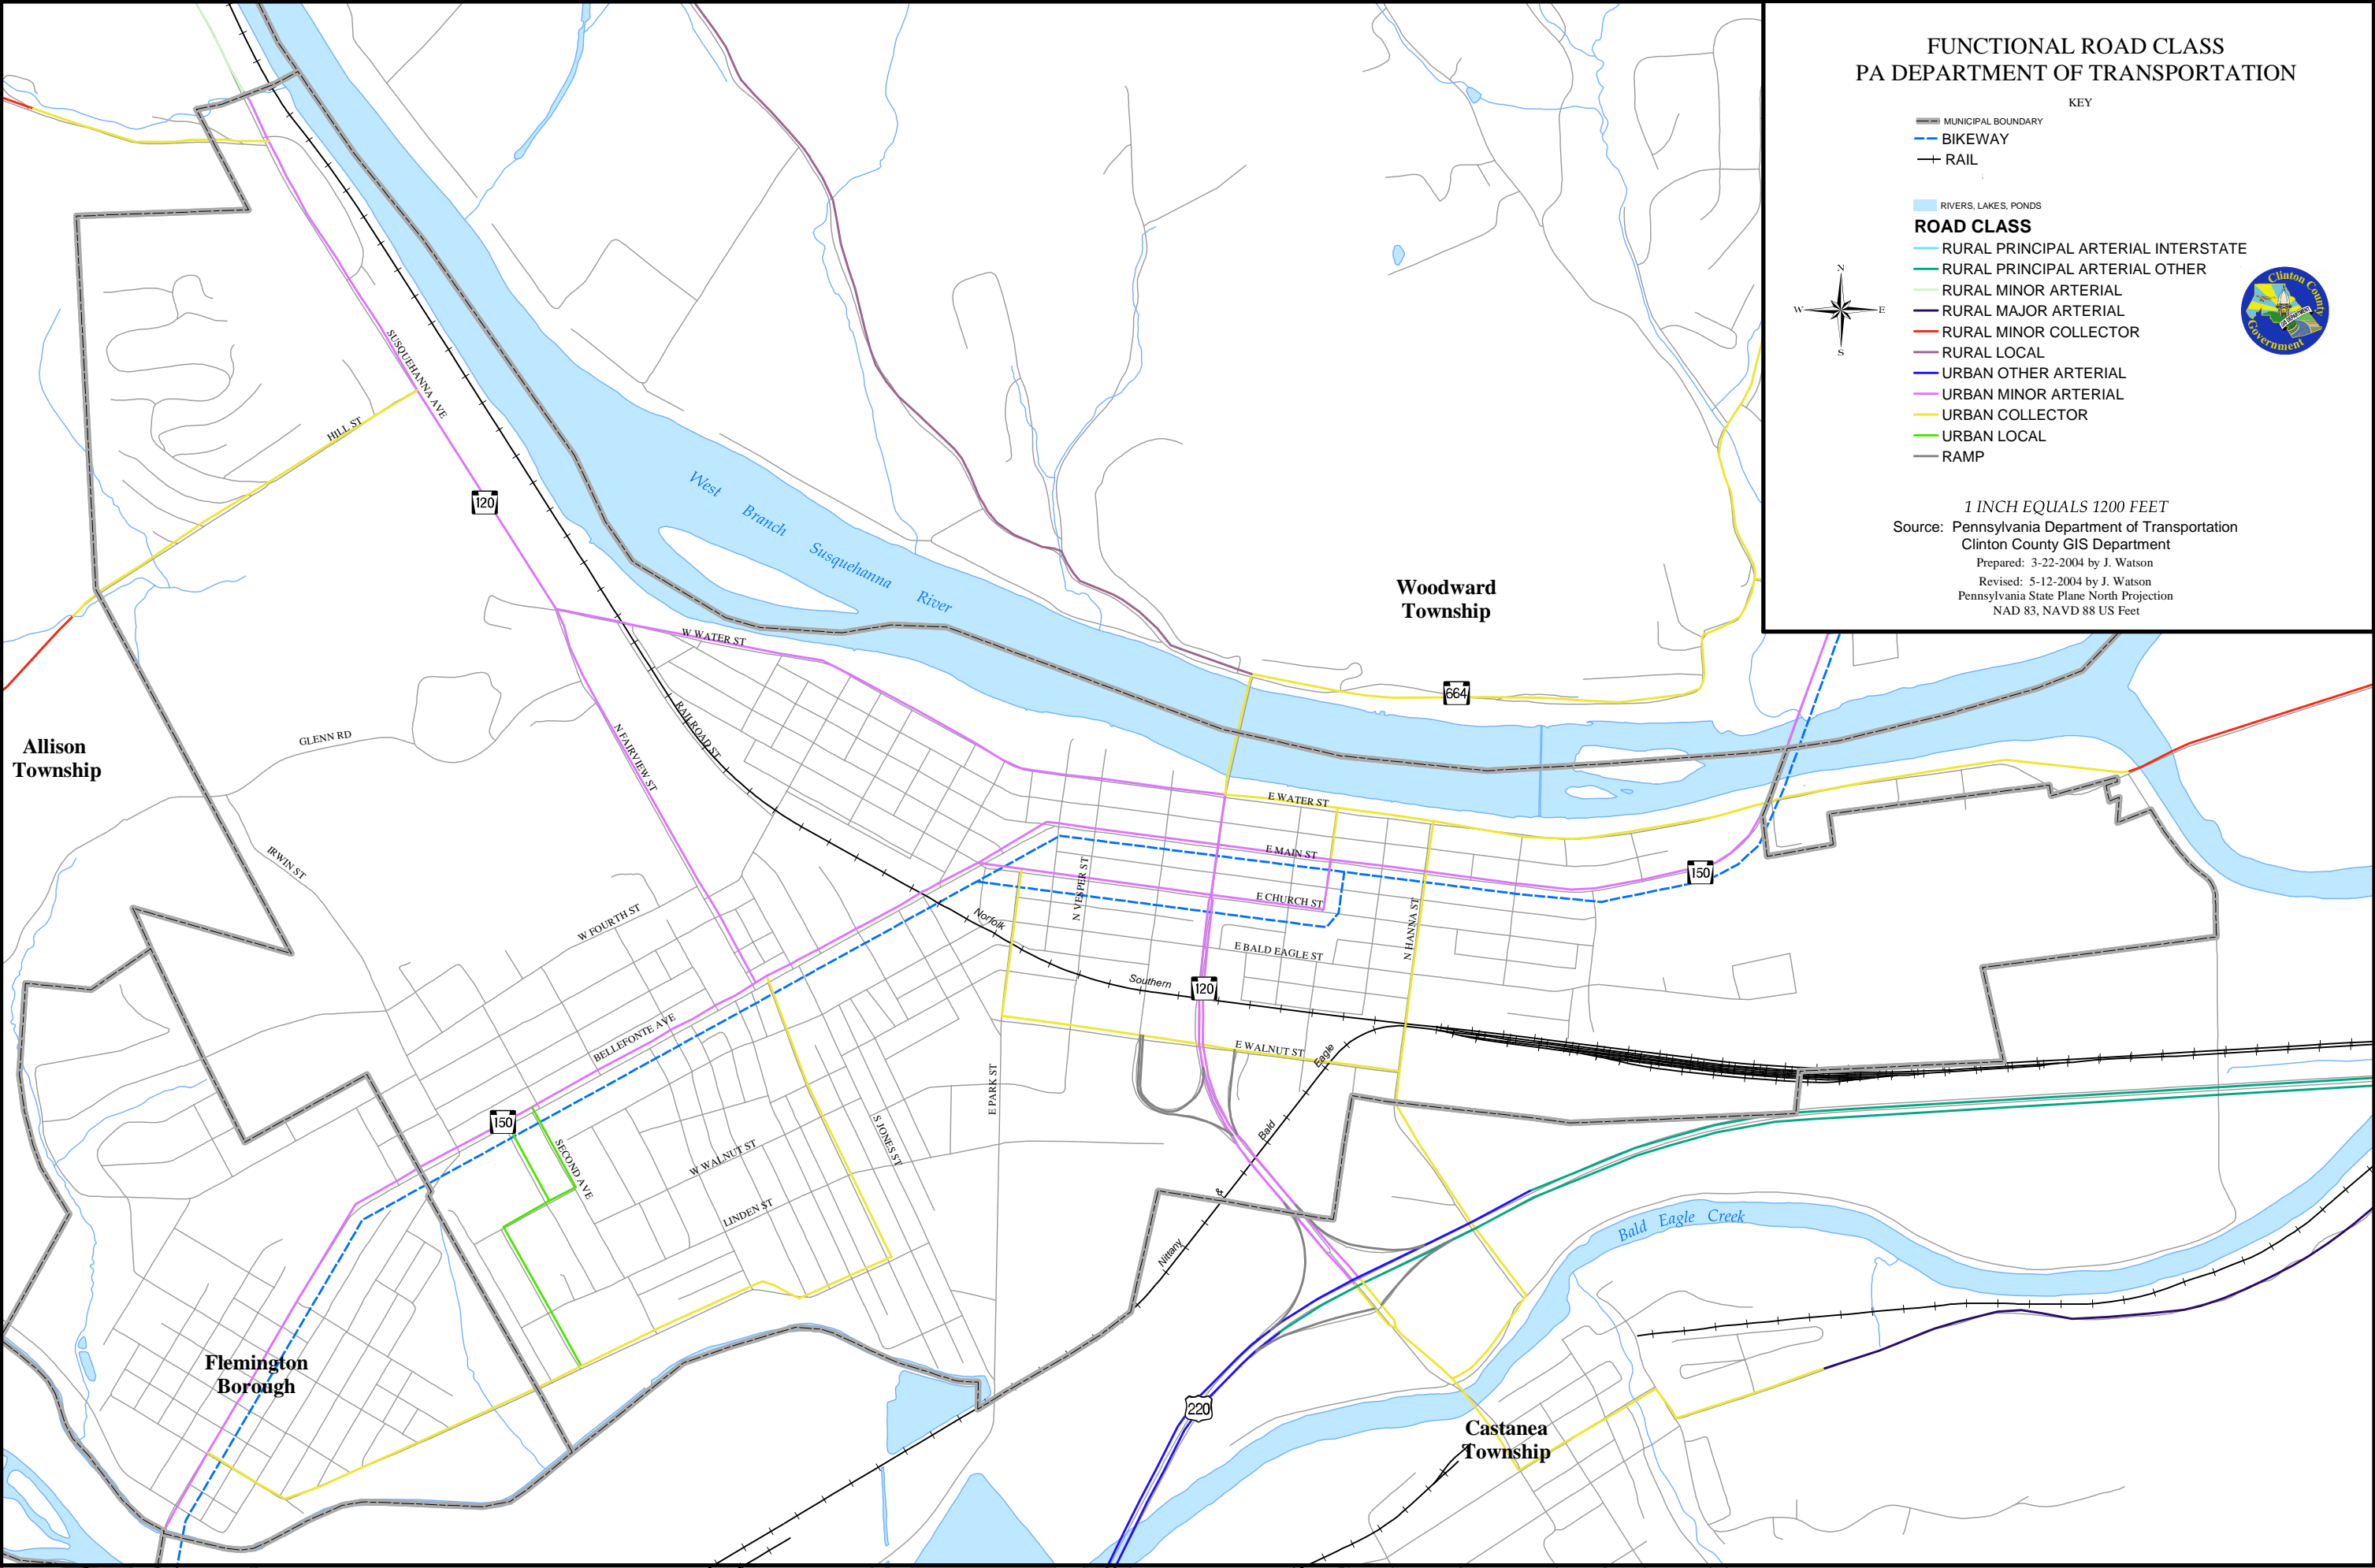 FUNCTIONAL ROAD CLASS
PA DEPARTMENT OF TRANSPORTATION
KEY
MUNICIPAL BOUNDARY
BIKEWAY
RAIL
RIVERS, LAKES, PONDS
ROAD CLASS
RURAL PRINCIPAL ARTERIAL INTERSTATE
RURAL PRINCIPAL ARTERIAL OTHER
RURAL MINOR ARTERIAL
RURAL MAJOR ARTERIAL
RURAL MINOR COLLECTOR
RURAL LOCAL
URBAN OTHER ARTERIAL
URBAN MINOR ARTERIAL
URBAN COLLECTOR
URBAN LOCAL
RAMP
N
W
E
S
Clinton County
GIS DEPARTMENT
Government
1 INCH EQUALS 1200 FEET
Source: Pennsylvania Department of Transportation
Clinton County GIS Department
Prepared: 3-22-2004 by J. Watson
Revised: 5-12-2004 by J. Watson
Pennsylvania State Plane North Projection
NAD 83, NAVD 88 US Feet
SUSQUEHANNA AVE
HILL ST
120
West Branch Susquehanna River
Woodward
Township
W WATER ST
664
RAILROAD ST
N FAIRVIEW ST
GLENN RD
Allison
Township
E WATER ST
IRWIN ST
E MAIN ST
150
N VESPER ST
E CHURCH ST
W FOURTH ST
Norfolk
N HANNA ST
E BALD EAGLE ST
Southern
120
BELLEFONTE AVE
E WALNUT ST
Eagle
E PARK ST
150
Bald
S JONES ST
SECOND AVE
W WALNUT ST
&
LINDEN ST
Nittany
Bald Eagle Creek
Flemington
Borough
220
Castanea
Township